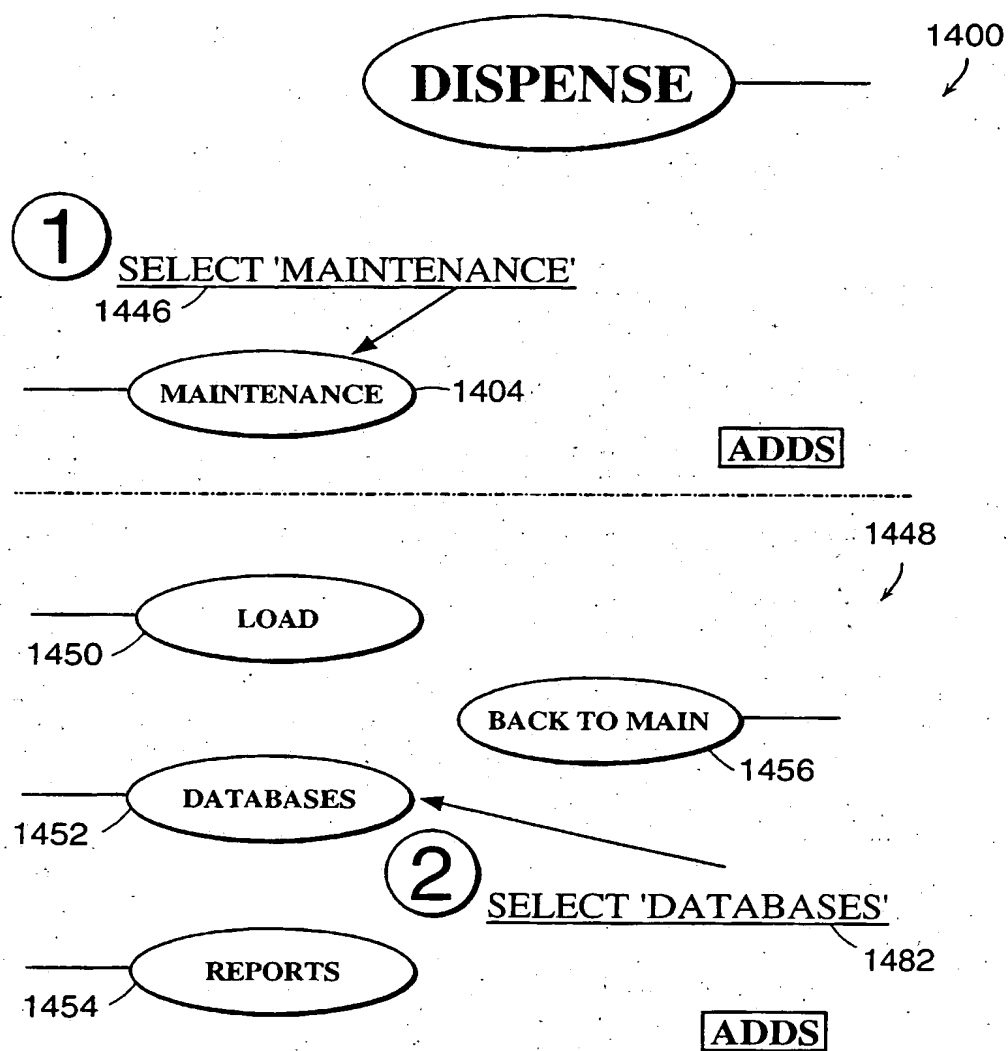 1400
DISPENSE
1
SELECT 'MAINTENANCE'
1446
MAINTENANCE
1404
ADDS
1448
LOAD
1450
BACK TO MAIN
1456
DATABASES
1452
2
SELECT 'DATABASES'
1482
REPORTS
1454
ADDS